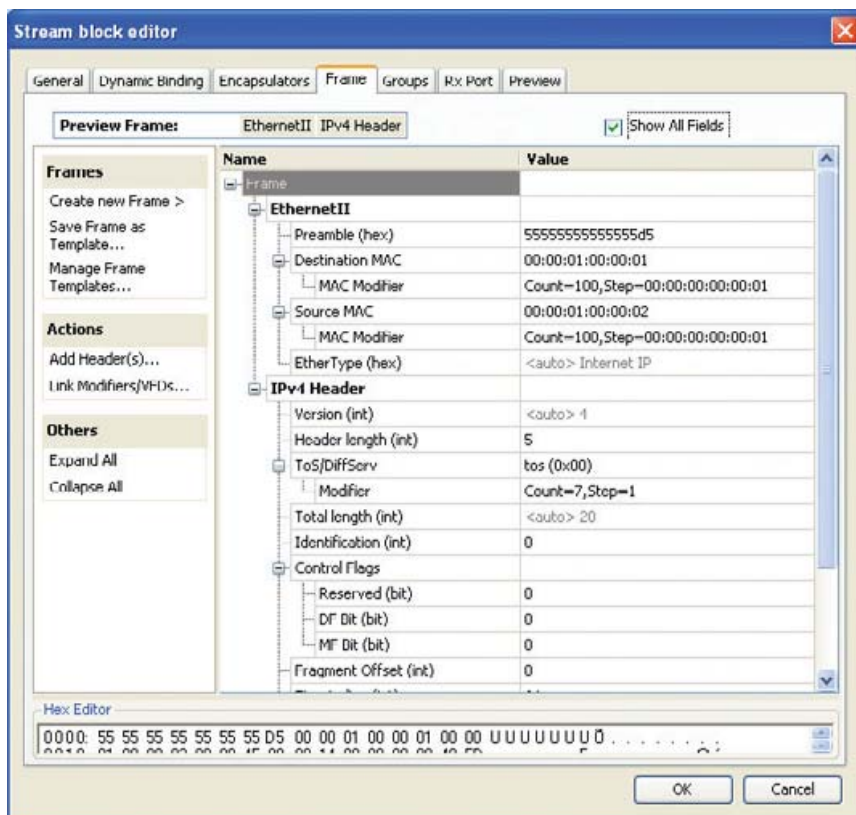 Stream block editor
General Dynamic Binding Encapsulators Frame Groups Rx Port Preview
Preview Frame: EthernetII IPv4 Header Show All Fields
Frames
Create new Frame >
Save Frame as
Template...
Manage Frame
Templates...
Actions
Add Header(s)...
Link Modifiers/VFDs...
Others
Expand All
Collapse All
Name Value
Frame
EthernetII
Preamble (hex) 55555555555555d5
Destination MAC 00:00:01:00:00:01
MAC Modifier Count=100,Step=00:00:00:00:00:01
Source MAC 00:00:01:00:00:02
MAC Modifier Count=100,Step=00:00:00:00:00:01
EtherType (hex) <auto> Internet IP
IPv4 Header
Version (int) <auto> 4
Header length (int) 5
ToS/DiffServ tos (0x00)
Modifier Count=7,Step=1
Total length (int) <auto> 20
Identification (int) 0
Control Flags
Reserved (bit) 0
DF Bit (bit) 0
MF Bit (bit) 0
Fragment Offset (int) 0
Hex Editor
0000: 55 55 55 55 55 55 55 D5 00 00 01 00 00 01 00 00 UUUUUUUÕ........
OK Cancel